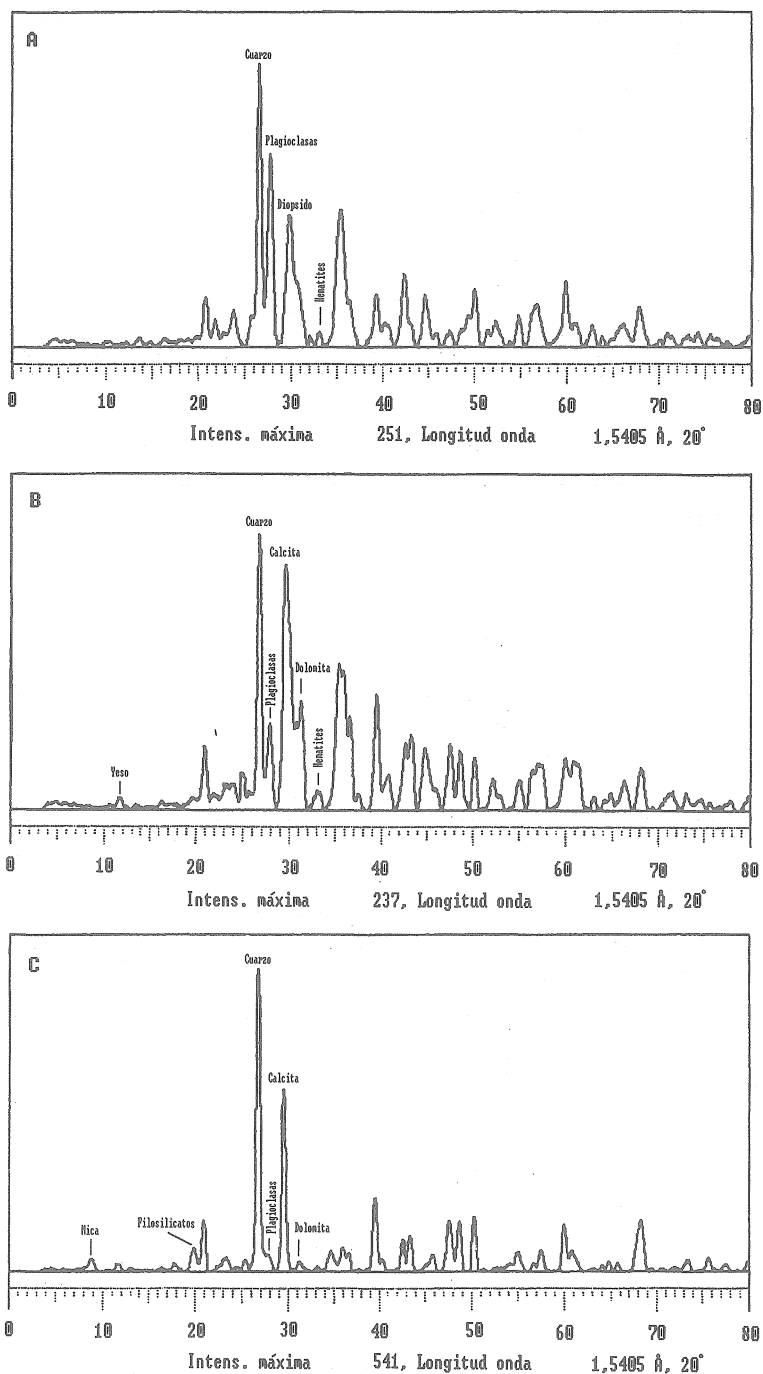 A
Cuarzo
Plagioclasas
Diopsido
Hematites
0 10 20 30 40 50 60 70 80
Intens. máxima 251, Longitud onda 1,5405 Å, 20°
B
Cuarzo
Calcita
Plagioclasas
Dolomita
Hematites
Yeso
0 10 20 30 40 50 60 70 80
Intens. máxima 237, Longitud onda 1,5405 Å, 20°
C
Cuarzo
Calcita
Plagioclasas
Filosilicatos
Mica
Dolomita
0 10 20 30 40 50 60 70 80
Intens. máxima 541, Longitud onda 1,5405 Å, 20°